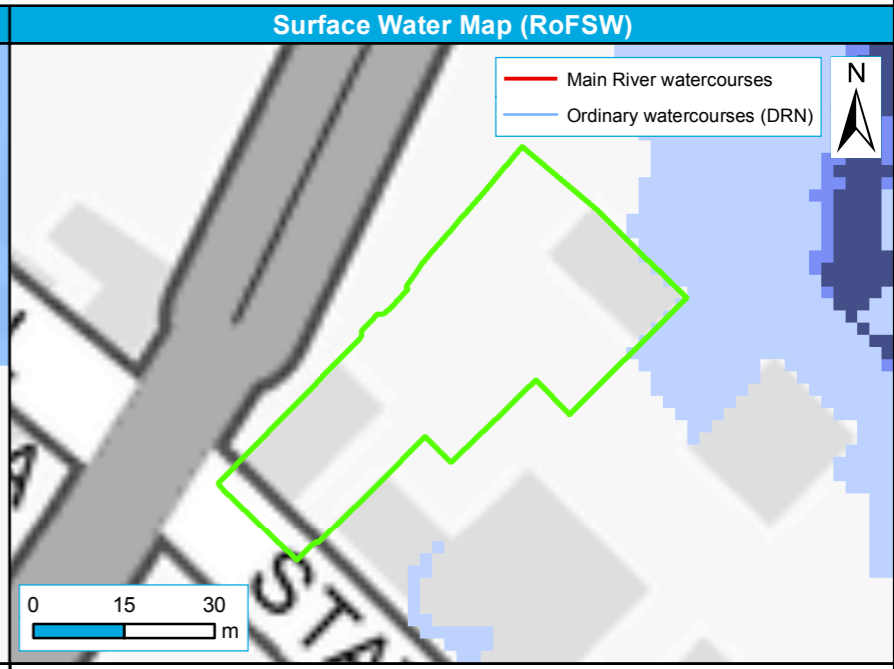 Surface Water Map (RoFSW)
Main River watercourses
Ordinary watercourses (DRN)
N
A
STA
0 15 30
m